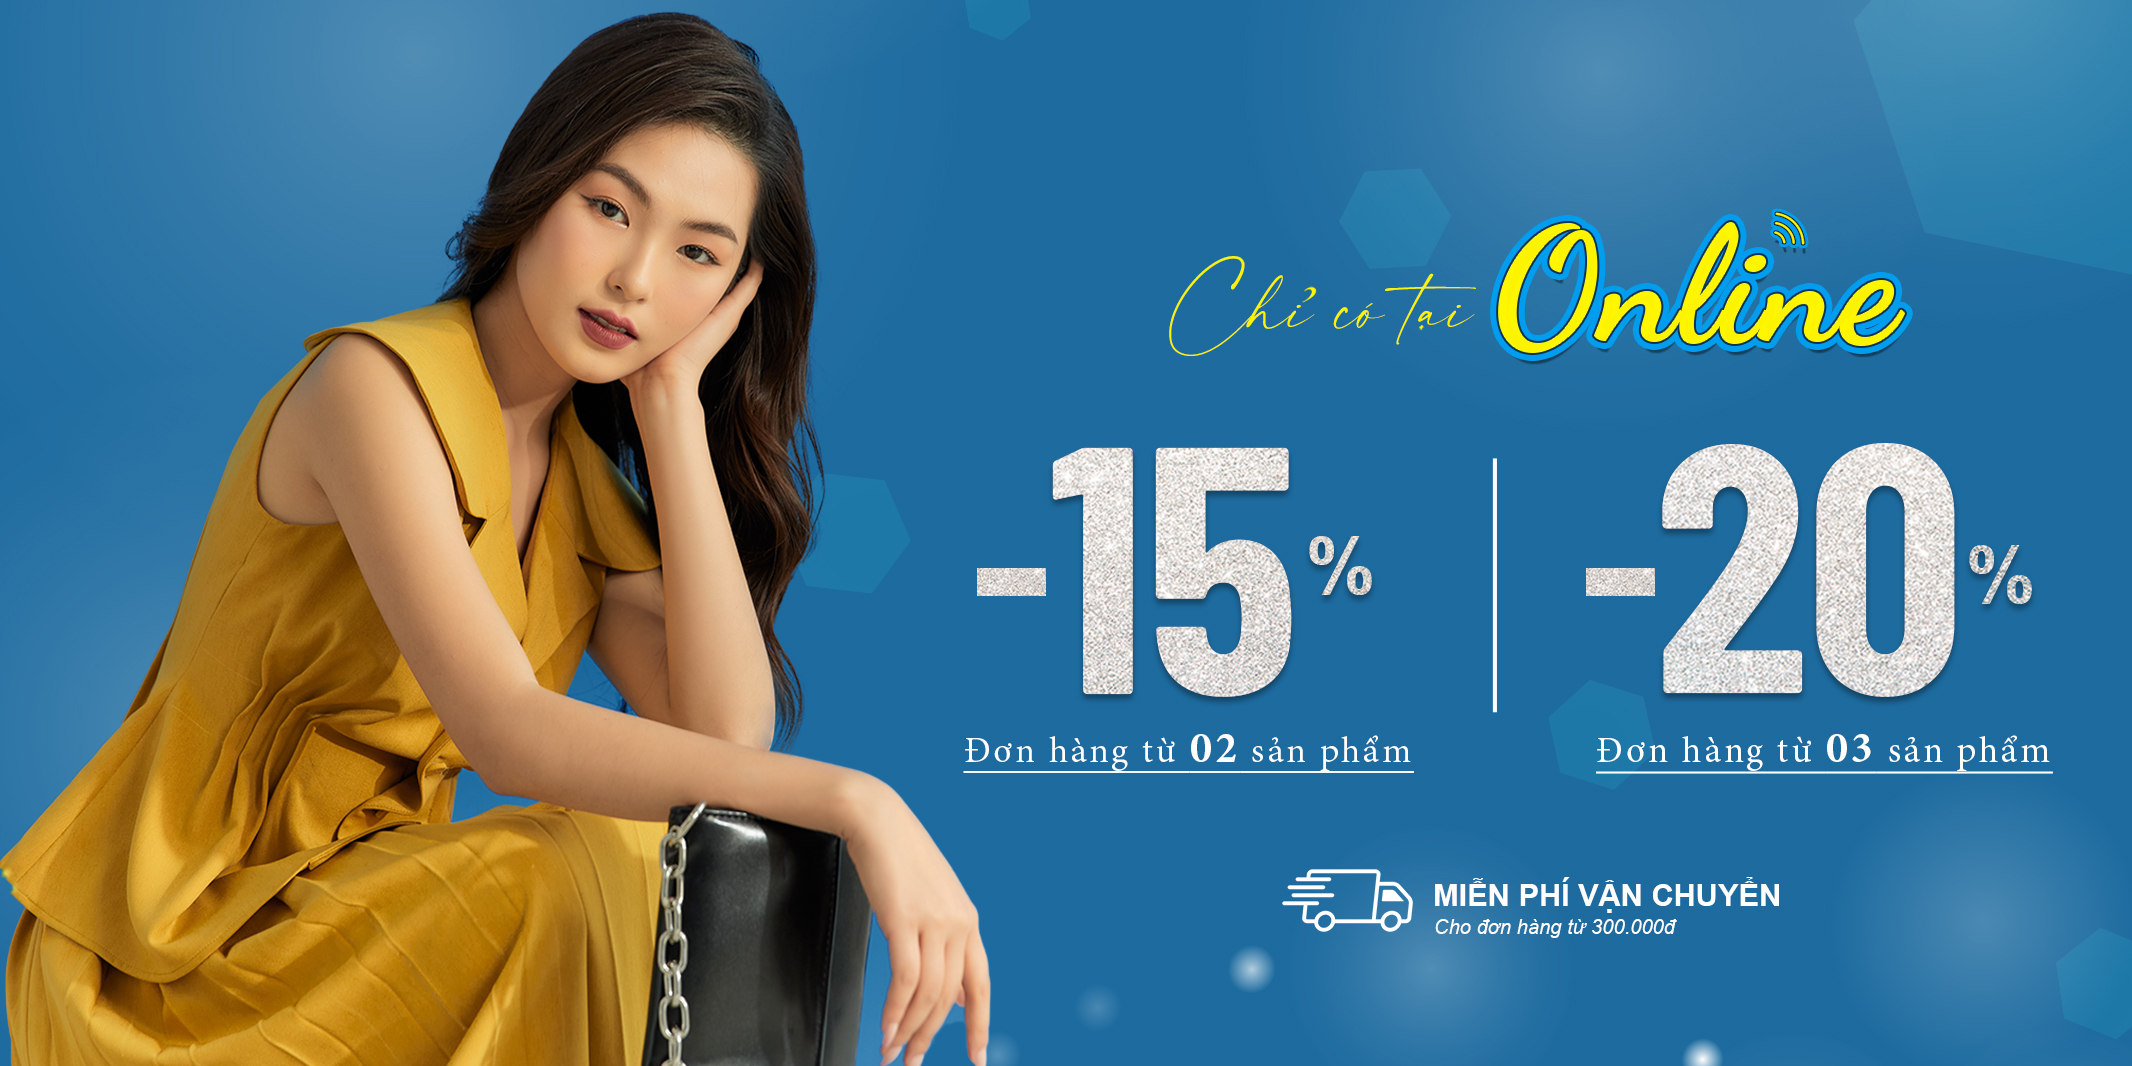 Chỉ có tại Online
-15%
-20%
Đơn hàng từ 02 sản phẩm
Đơn hàng từ 03 sản phẩm
MIỄN PHÍ VẬN CHUYỂN
Cho đơn hàng từ 300.000đ